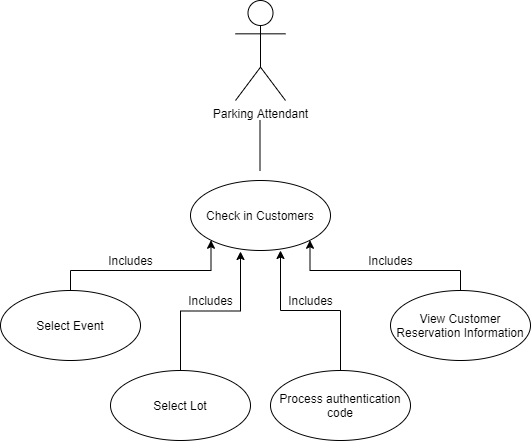 Parking Attendant
Check in Customers
Includes
Includes
Includes
Includes
Select Event
View Customer
Reservation Information
Select Lot
Process authentication
code